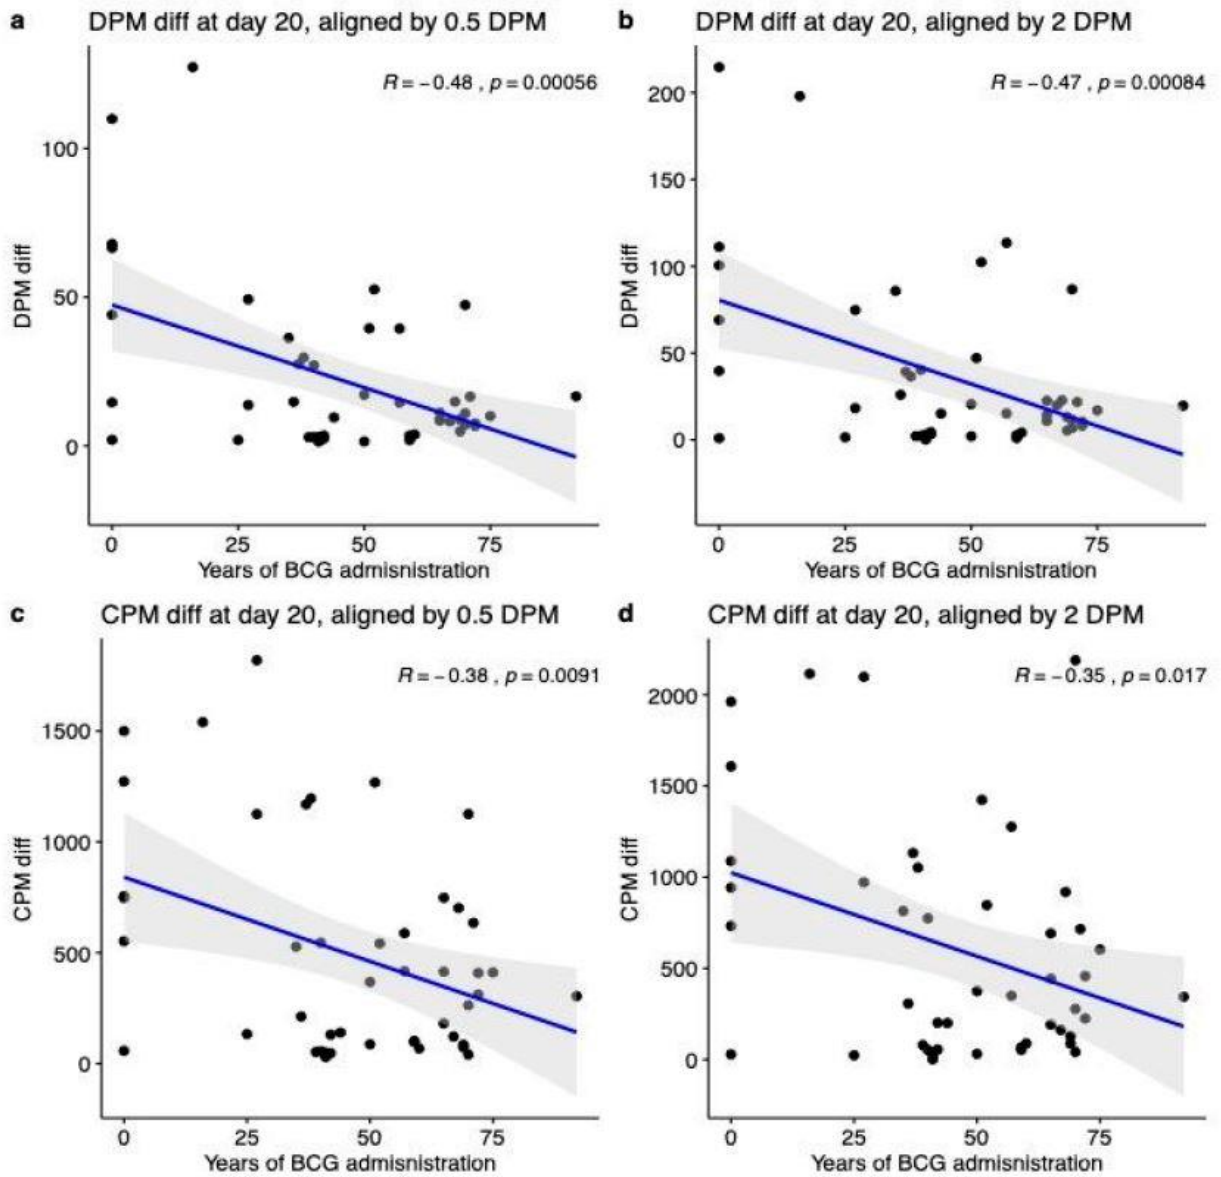 a DPM diff at day 20, aligned by 0.5 DPM
R = −0.48 , p = 0.00056
100
50
0
DPM diff
0 25 50 75
Years of BCG admisnistration
b DPM diff at day 20, aligned by 2 DPM
R = −0.47 , p = 0.00084
200
150
100
50
0
DPM diff
0 25 50 75
Years of BCG admisnistration
c CPM diff at day 20, aligned by 0.5 DPM
R = −0.38 , p = 0.0091
1500
1000
500
0
CPM diff
0 25 50 75
Years of BCG admisnistration
d CPM diff at day 20, aligned by 2 DPM
R = −0.35 , p = 0.017
2000
1500
1000
500
0
CPM diff
0 25 50 75
Years of BCG admisnistration